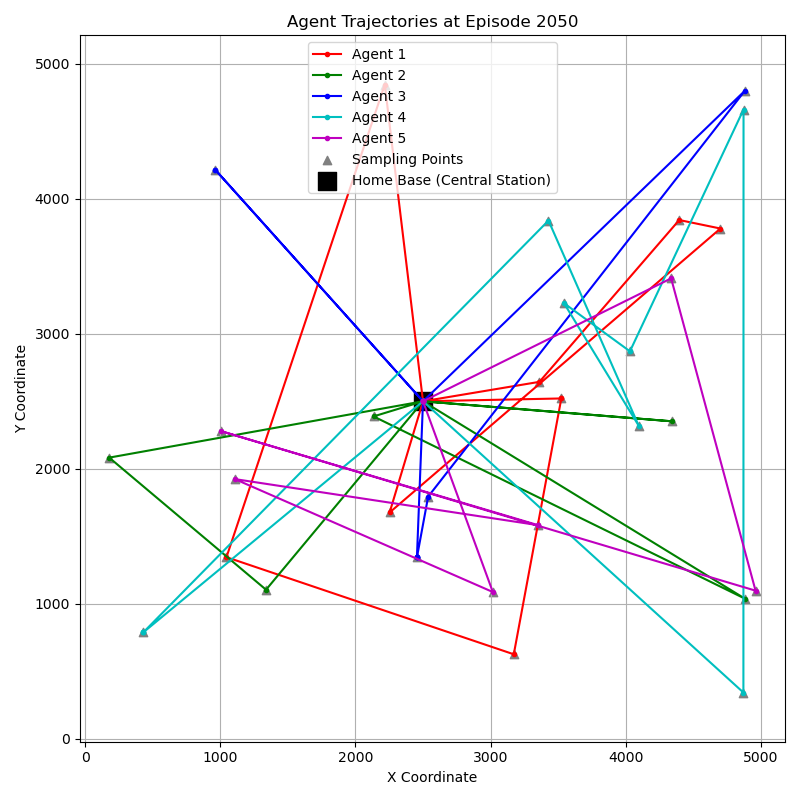 Agent Trajectories at Episode 2050
Agent 1
Agent 2
Agent 3
Agent 4
Agent 5
Sampling Points
Home Base (Central Station)
Y Coordinate
5000
4000
3000
2000
1000
0
0 1000 2000 3000 4000 5000
X Coordinate